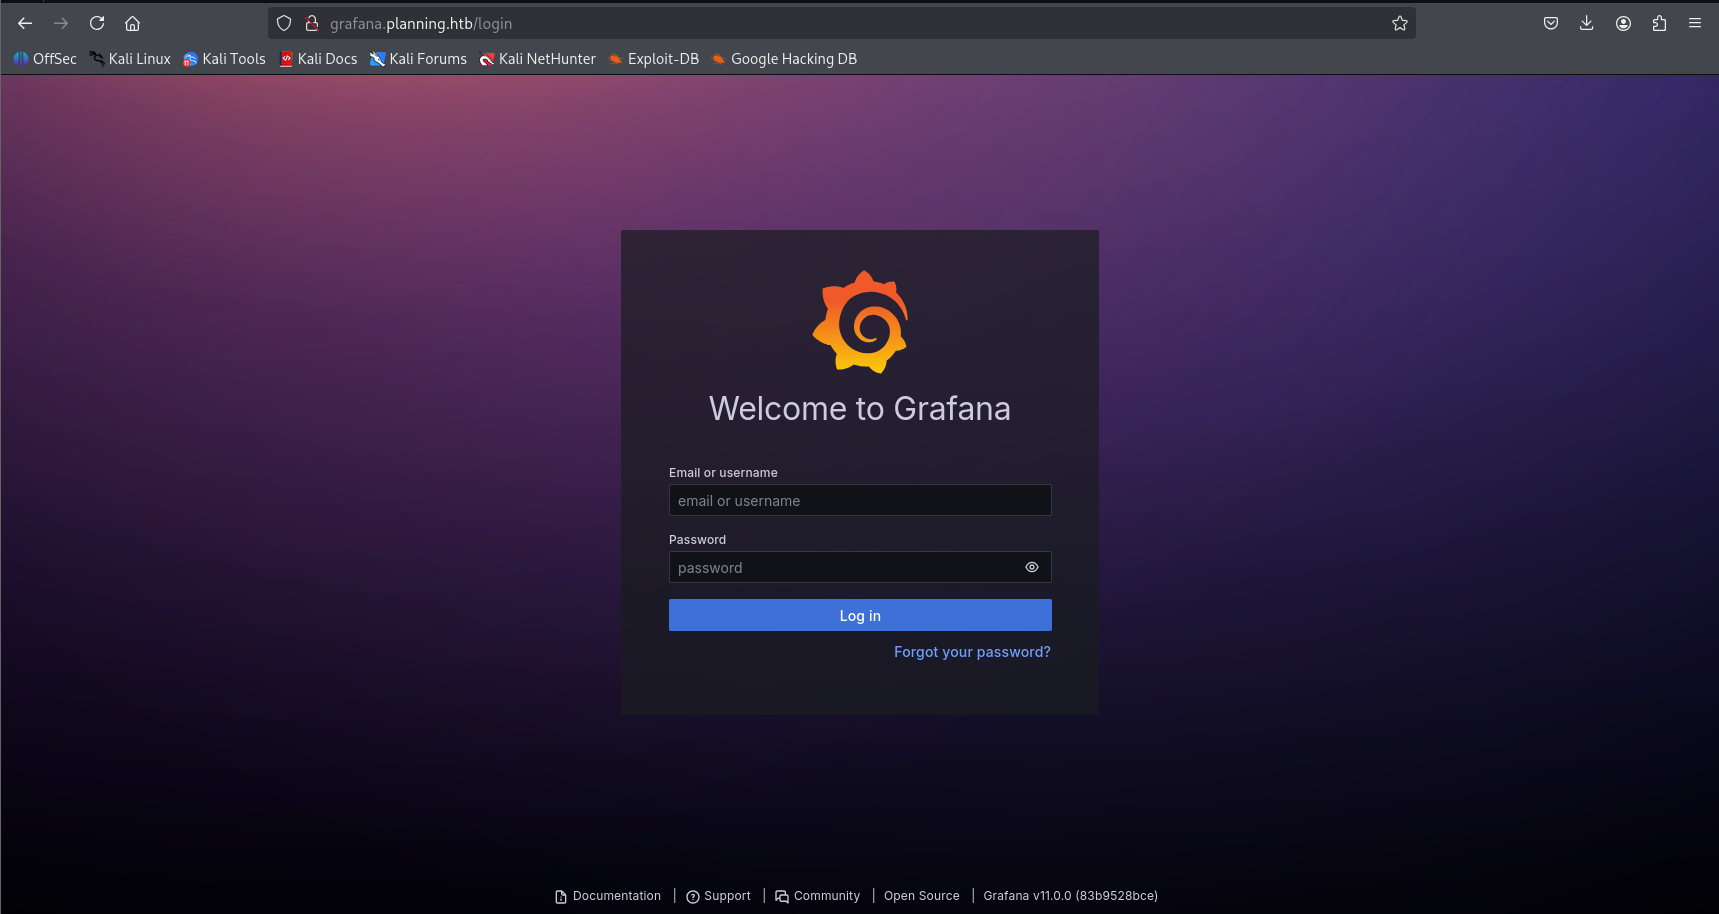 grafana.planning.htb/login
OffSec Kali Linux Kali Tools Kali Docs Kali Forums Kali NetHunter Exploit-DB Google Hacking DB
Welcome to Grafana
Email or username
email or username
Password
password
Log in
Forgot your password?
Documentation | Support | Community | Open Source | Grafana v11.0.0 (83b9528bce)